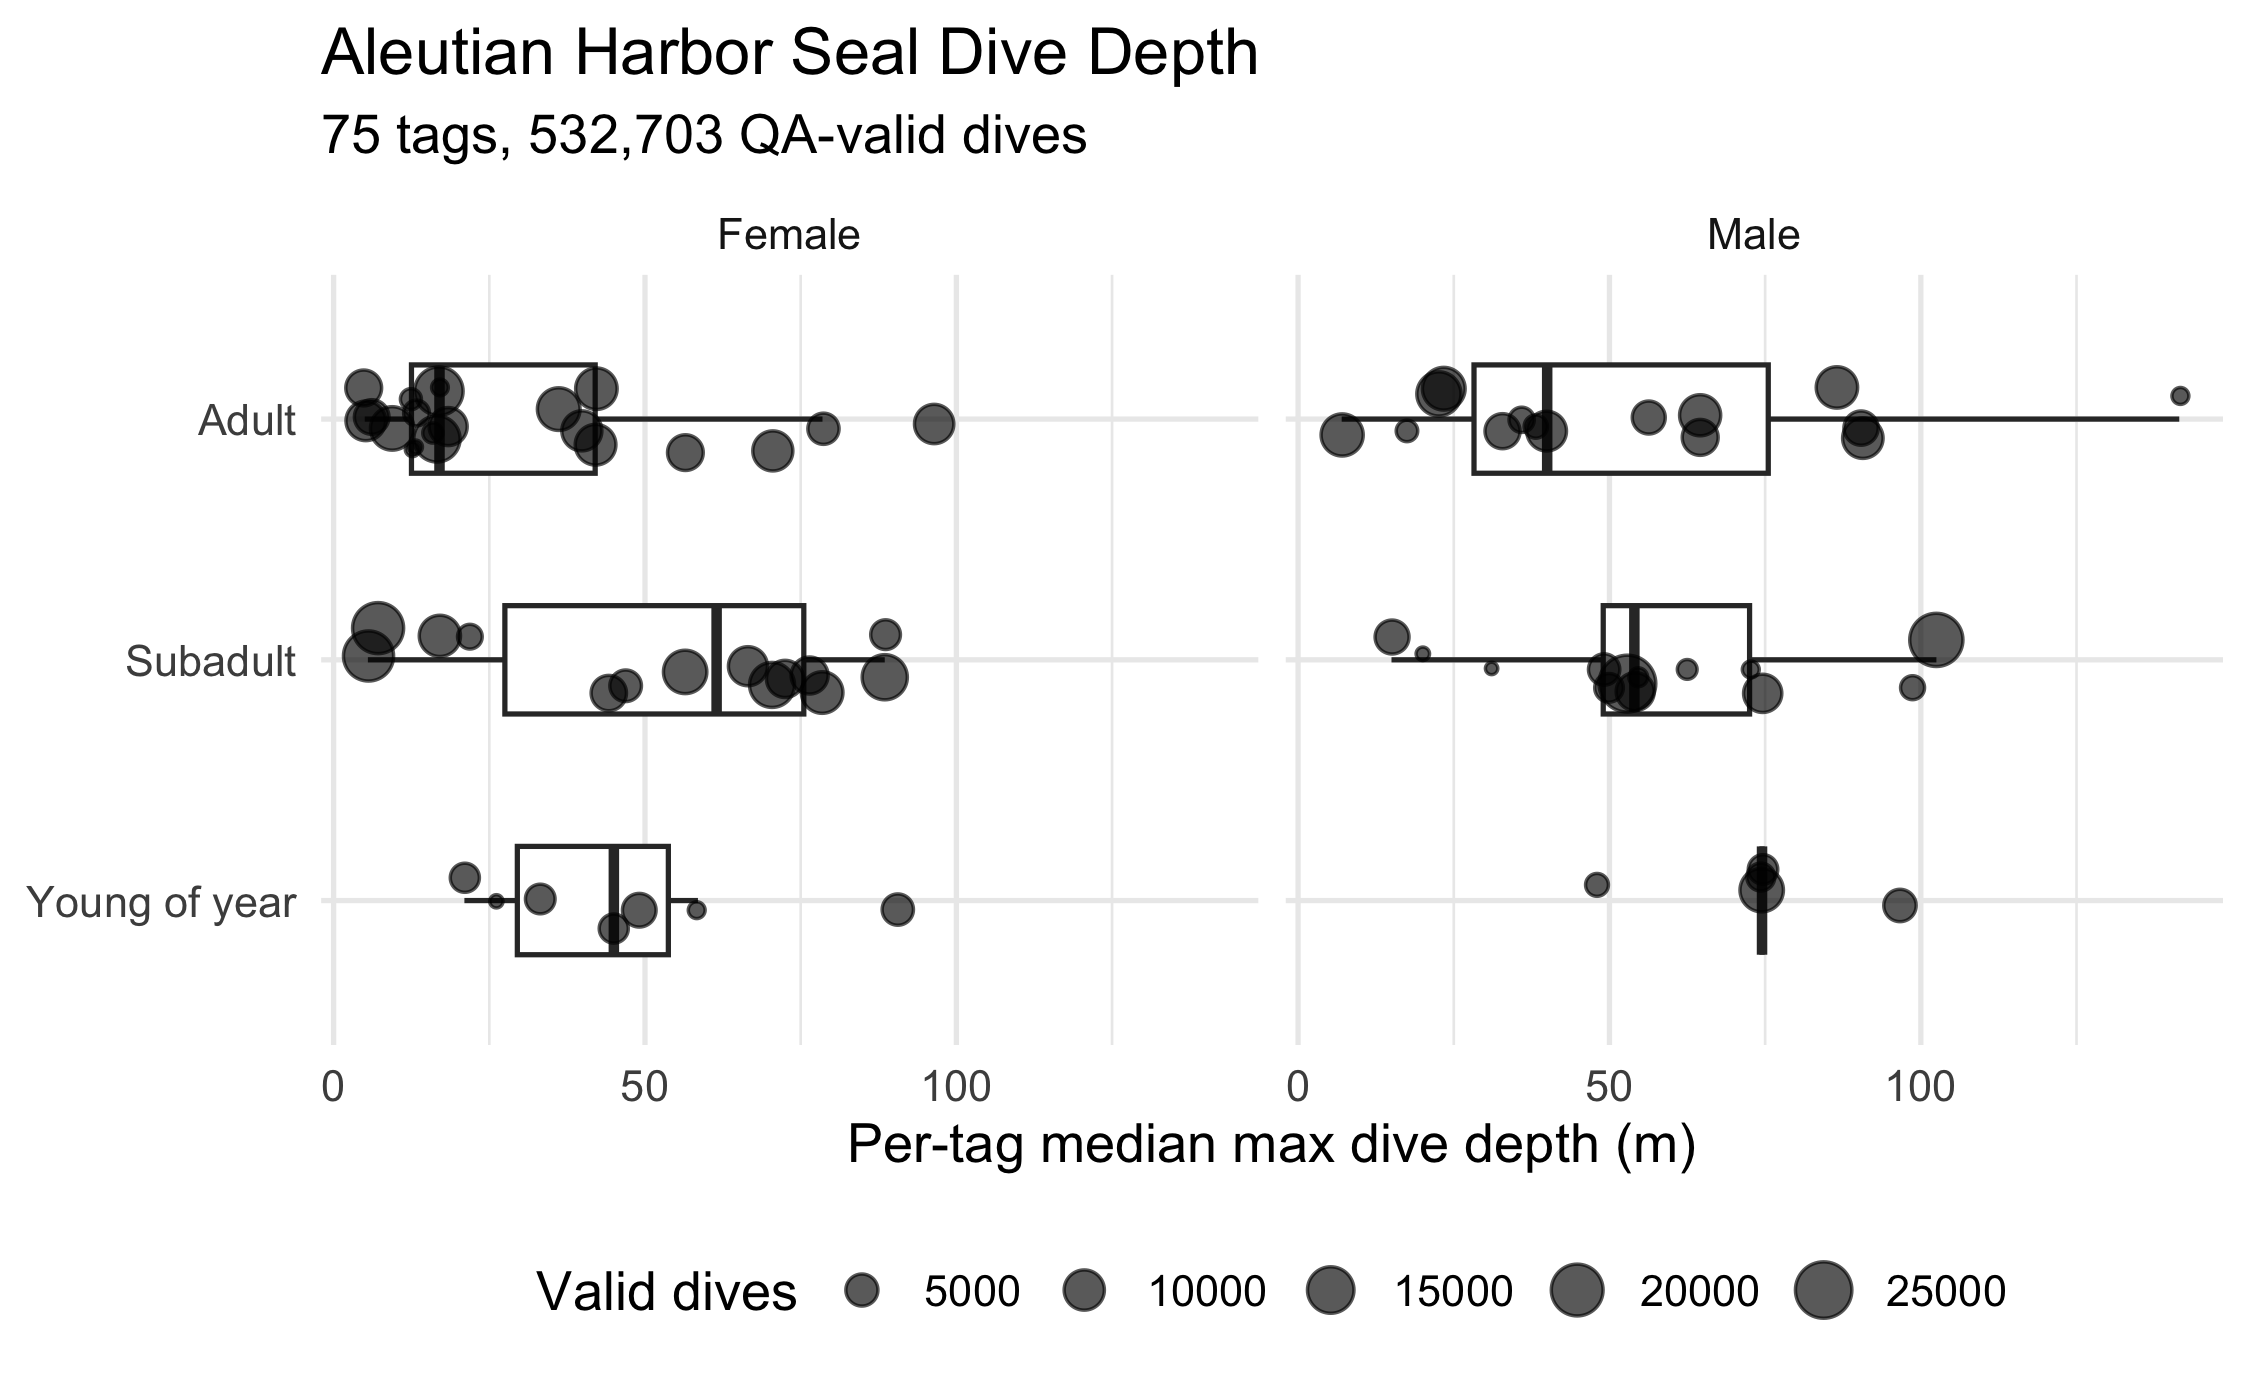 Aleutian Harbor Seal Dive Depth
75 tags, 532,703 QA-valid dives
Female
Male
Adult
Subadult
Young of year
0 50 100 0 50 100
Per-tag median max dive depth (m)
Valid dives 5000 10000 15000 20000 25000